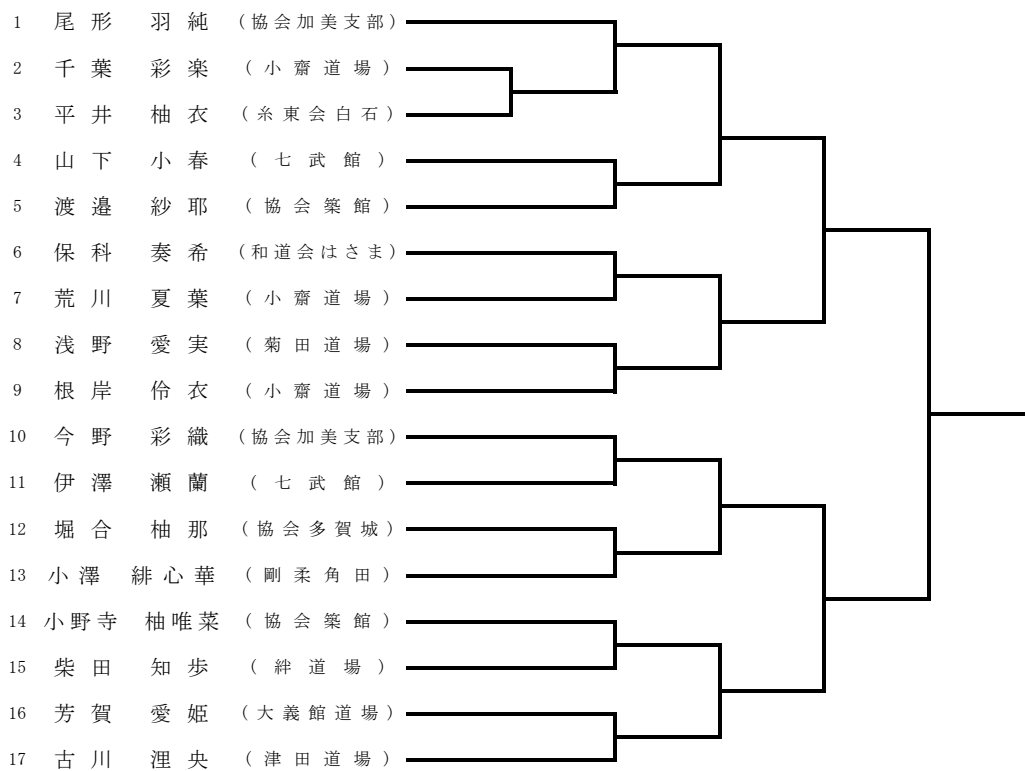 1 尾形 羽純 (協会加美支部)
2 千葉 彩楽 (小齋道場)
3 平井 柚衣 (糸東会白石)
4 山下 小春 (七武館)
5 渡邉 紗耶 (協会築館)
6 保科 奏希 (和道会はさま)
7 荒川 夏葉 (小齋道場)
8 浅野 愛実 (菊田道場)
9 根岸 伶衣 (小齋道場)
10 今野 彩織 (協会加美支部)
11 伊澤 瀬蘭 (七武館)
12 堀合 柚那 (協会多賀城)
13 小澤 緋心華 (剛柔角田)
14 小野寺 柚唯菜 (協会築館)
15 柴田 知歩 (絆道場)
16 芳賀 愛姫 (大義館道場)
17 古川 浬央 (津田道場)